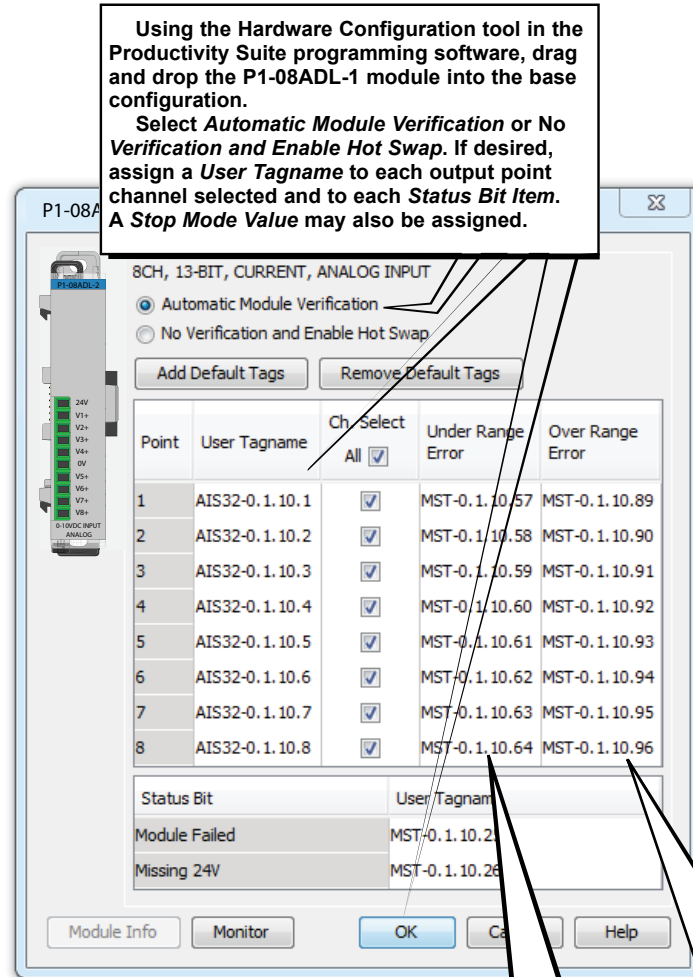 Using the Hardware Configuration tool in the
Productivity Suite programming software, drag
and drop the P1-08ADL-1 module into the base
configuration.
Select Automatic Module Verification or No
Verification and Enable Hot Swap. If desired,
assign a User Tagname to each output point
channel selected and to each Status Bit Item.
A Stop Mode Value may also be assigned.
P1-08A
P1-08ADL-2
24V
V1+
V2+
V3+
V4+
0V
V5+
V6+
V7+
V8+
0-10VDC INPUT
ANALOG
8CH, 13-BIT, CURRENT, ANALOG INPUT
Automatic Module Verification
No Verification and Enable Hot Swap
Add Default Tags Remove Default Tags
Point User Tagname Ch. Select All Under Range Error Over Range Error
1 AIS32-0.1.10.1 MST-0.1.10.57 MST-0.1.10.89
2 AIS32-0.1.10.2 MST-0.1.10.58 MST-0.1.10.90
3 AIS32-0.1.10.3 MST-0.1.10.59 MST-0.1.10.91
4 AIS32-0.1.10.4 MST-0.1.10.60 MST-0.1.10.92
5 AIS32-0.1.10.5 MST-0.1.10.61 MST-0.1.10.93
6 AIS32-0.1.10.6 MST-0.1.10.62 MST-0.1.10.94
7 AIS32-0.1.10.7 MST-0.1.10.63 MST-0.1.10.95
8 AIS32-0.1.10.8 MST-0.1.10.64 MST-0.1.10.96
Status Bit User Tagnam
Module Failed MST-0.1.10.25
Missing 24V MST-0.1.10.26
Module Info Monitor OK Ca Help